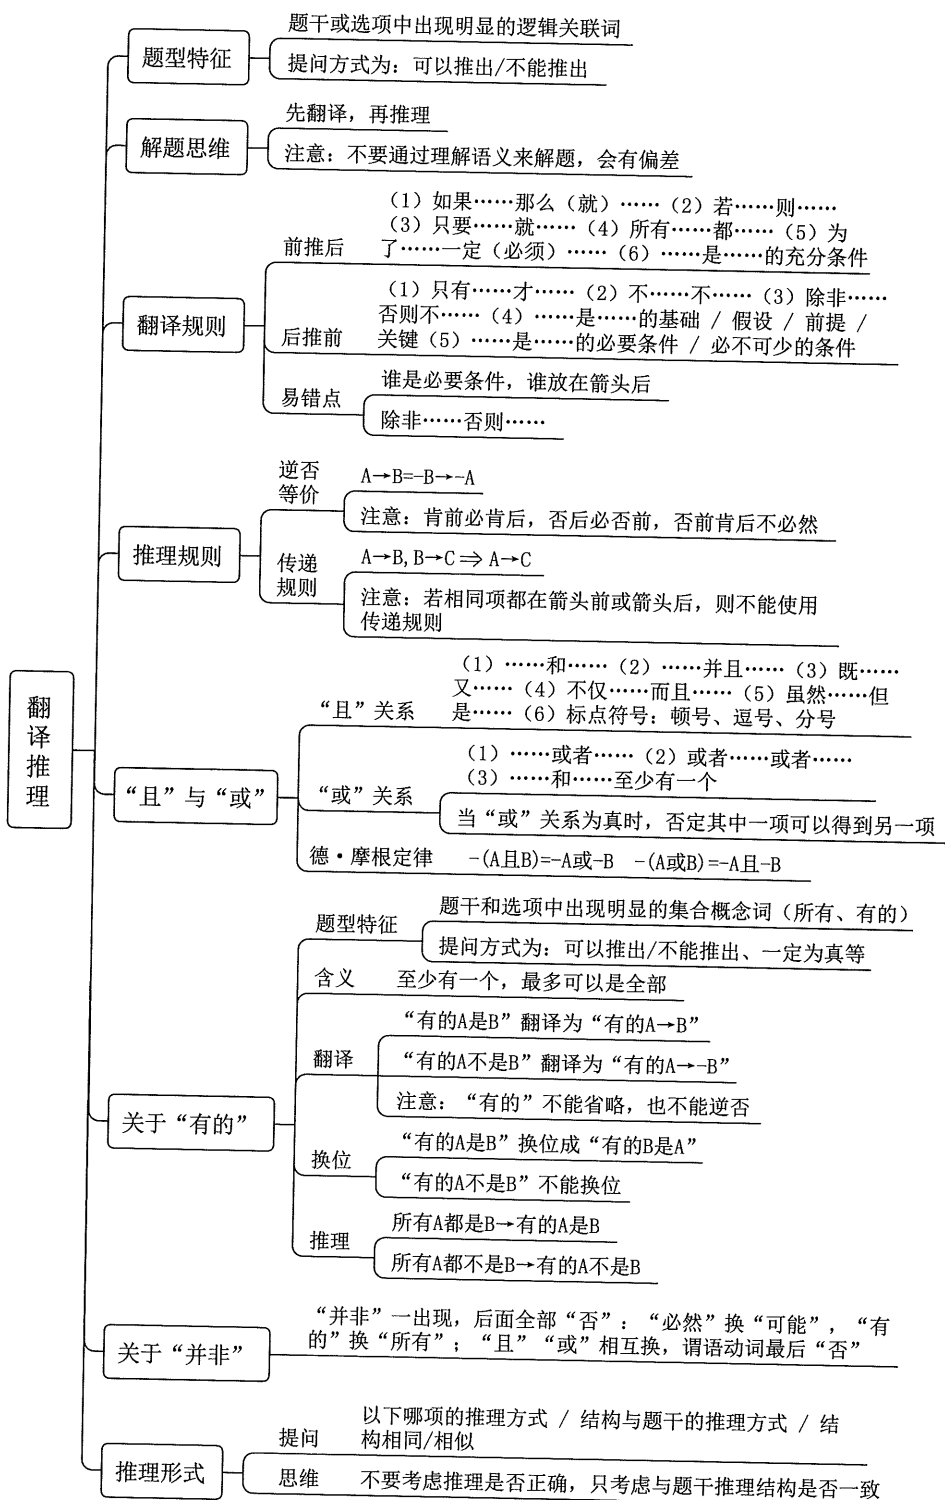 翻译推理
题型特征
题干或选项中出现明显的逻辑关联词
提问方式为：可以推出/不能推出
解题思维
先翻译，再推理
注意：不要通过理解语义来解题，会有偏差
翻译规则
前推后
（1）如果……那么（就）……（2）若……则……
（3）只要……就……（4）所有……都……（5）为
了……一定（必须）……（6）……是……的充分条件
后推前
（1）只有……才……（2）不……不……（3）除非……
否则不……（4）……是……的基础 / 假设 / 前提 /
关键（5）……是……的必要条件 / 必不可少的条件
易错点
谁是必要条件，谁放在箭头后
除非……否则……
推理规则
逆否
等价
A→B=-B→-A
注意：肯前必肯后，否后必否前，否前肯后不必然
传递
规则
A→B,B→C⇒A→C
注意：若相同项都在箭头前或箭头后，则不能使用
传递规则
“且”与“或”
“且”关系
（1）……和……（2）……并且……（3）既……
又……（4）不仅……而且……（5）虽然……但
是……（6）标点符号：顿号、逗号、分号
“或”关系
（1）……或者……（2）或者……或者……
（3）……和……至少有一个
当“或”关系为真时，否定其中一项可以得到另一项
德·摩根定律
-(A且B)=-A或-B -(A或B)=-A且-B
关于“有的”
题型特征
题干和选项中出现明显的集合概念词（所有、有的）
提问方式为：可以推出/不能推出、一定为真等
含义
至少有一个，最多可以是全部
翻译
“有的A是B”翻译为“有的A→B”
“有的A不是B”翻译为“有的A→-B”
注意：“有的”不能省略，也不能逆否
换位
“有的A是B”换位成“有的B是A”
“有的A不是B”不能换位
推理
所有A都是B→有的A是B
所有A都不是B→有的A不是B
关于“并非”
“并非”一出现，后面全部“否”：“必然”换“可能”，“有
的”换“所有”；“且”“或”相互换，谓语动词最后“否”
推理形式
提问
以下哪项的推理方式 / 结构与题干的推理方式 / 结
构相同/相似
思维
不要考虑推理是否正确，只考虑与题干推理结构是否一致